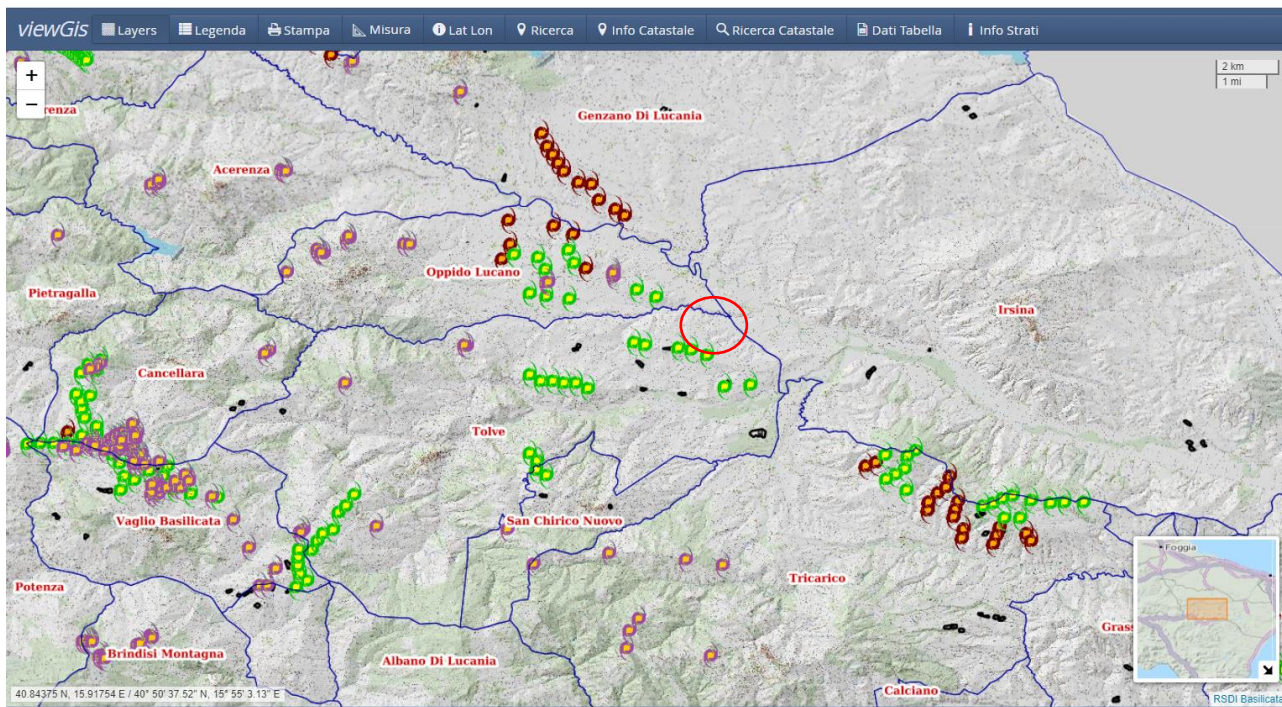 viewGis Layers Legenda Stampa Misura Lat Lon Ricerca Info Catastale Ricerca Catastale Dati Tabella Info Strati
+
−
2 km
1 mi
renza
Genzano Di Lucania
Acerenza
Oppido Lucano
Pietragalla
Irsina
Cancellara
Tolve
Vaglio Basilicata
San Chirico Nuovo
Foggia
Potenza
Tricarico
Grass
Brindisi Montagna
Albano Di Lucania
Calciano
40.84375 N, 15.91754 E / 40° 50' 37.52'' N, 15° 55' 3.13'' E
RSDI Basilicata